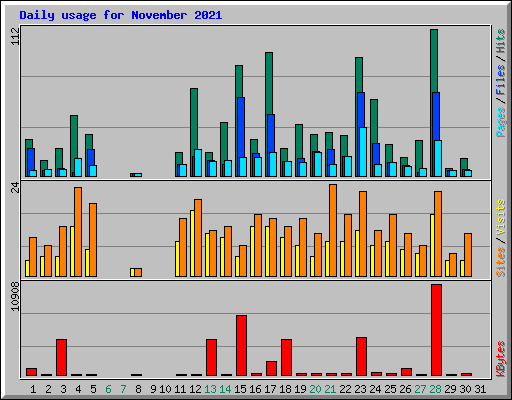 Daily usage for November 2021
112
Pages / Files / Hits
24
Sites / Visits
10908
KBytes
1 2 3 4 5 6 7 8 9 10 11 12 13 14 15 16 17 18 19 20 21 22 23 24 25 26 27 28 29 30 31